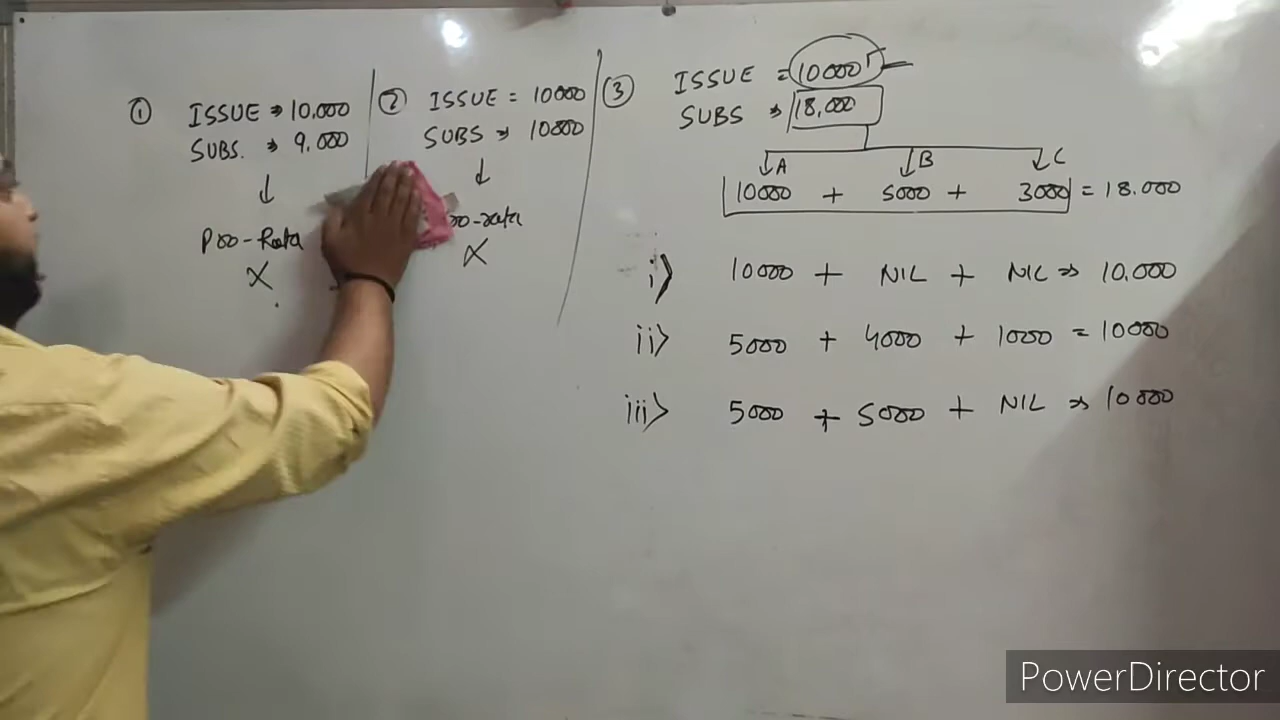 ① ISSUE ⇒ 10,000
SUBS. ⇒ 9,000
↓
Pro-Rata
X
② ISSUE = 10000
SUBS ⇒ 10000
↓
ro-rata
X
③ ISSUE = 10000
SUBS ⇒ 18,000
A B C
10000 + 5000 + 3000 = 18.000
i) 10000 + NIL + NIL ⇒ 10.000
ii) 5000 + 4000 + 1000 = 10000
iii) 5000 + 5000 + NIL ⇒ 10000
PowerDirector